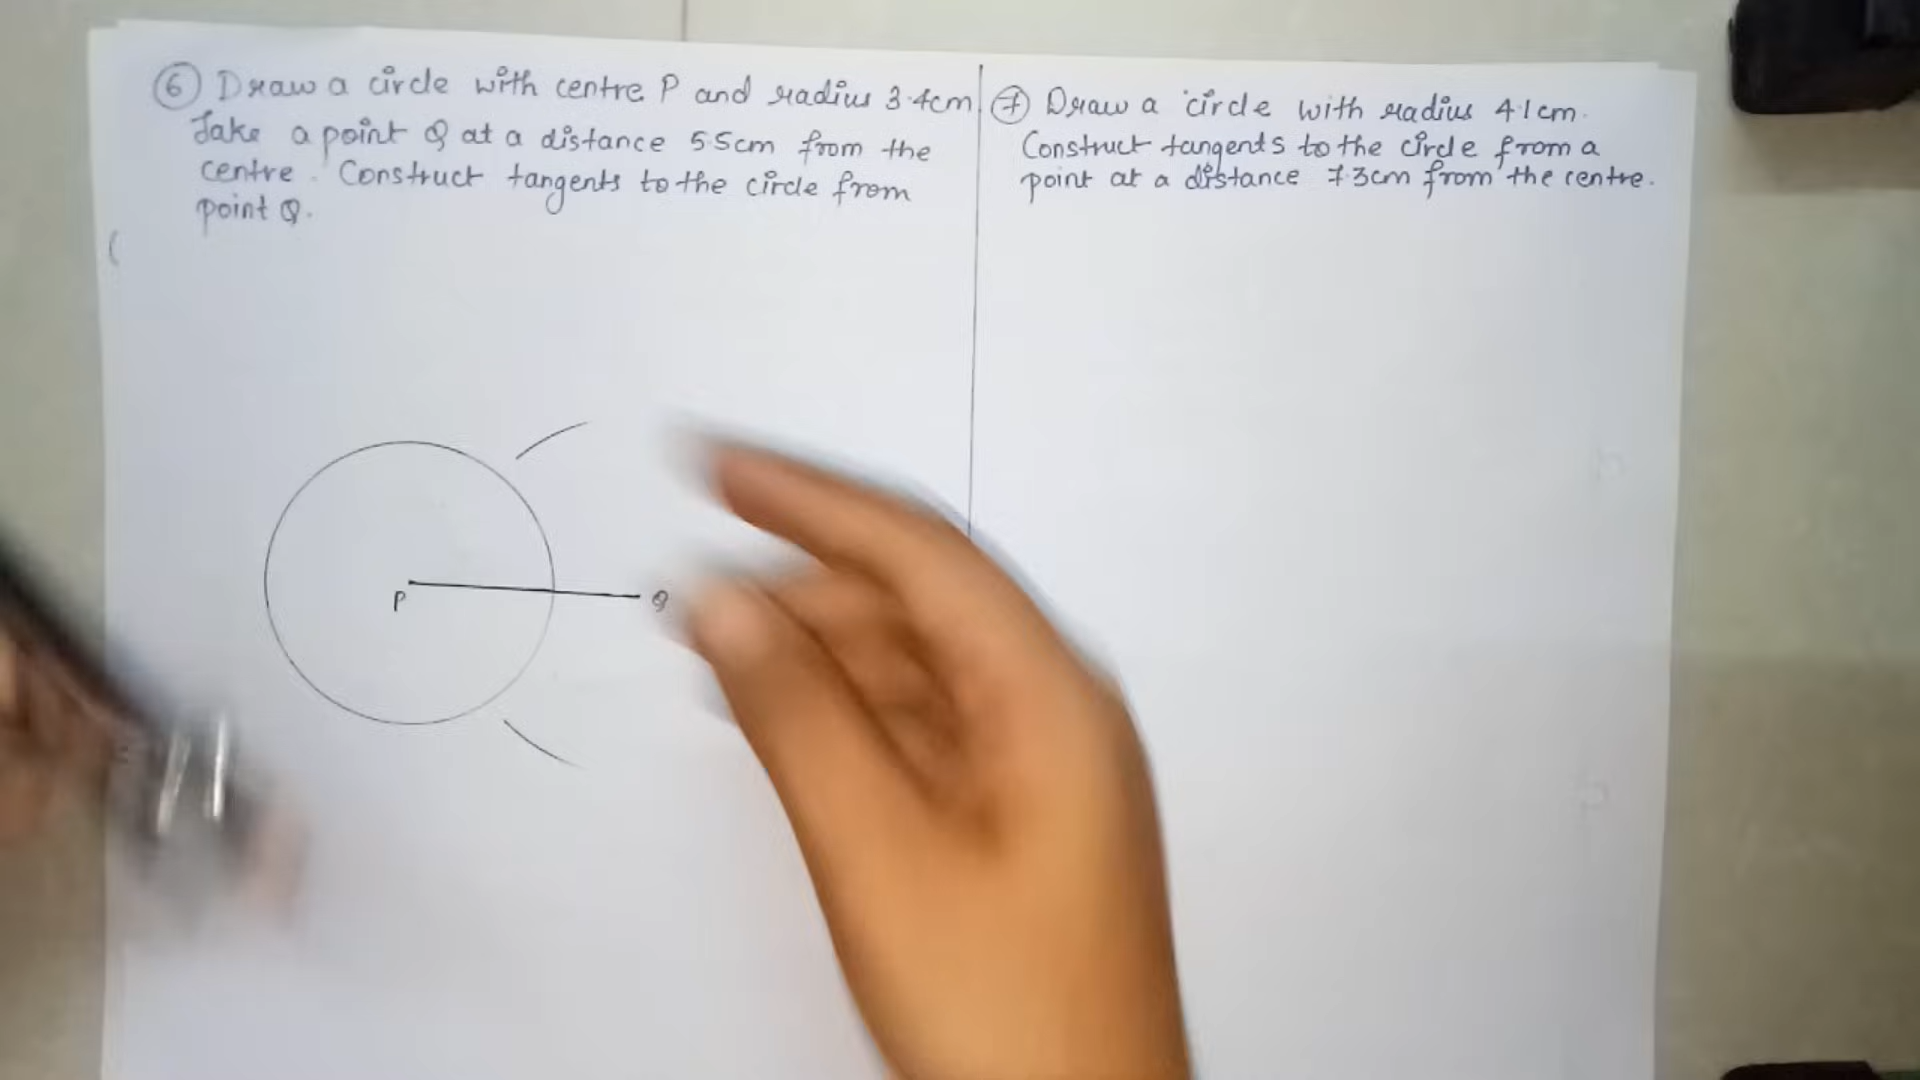 6 Draw a circle with centre P and radius 3.4cm.
Take a point Q at a distance 5.5cm from the
centre. Construct tangents to the circle from
point Q.
7 Draw a circle with radius 4.1cm.
Construct tangents to the circle from a
point at a distance 7.3cm from the centre.
P
Q